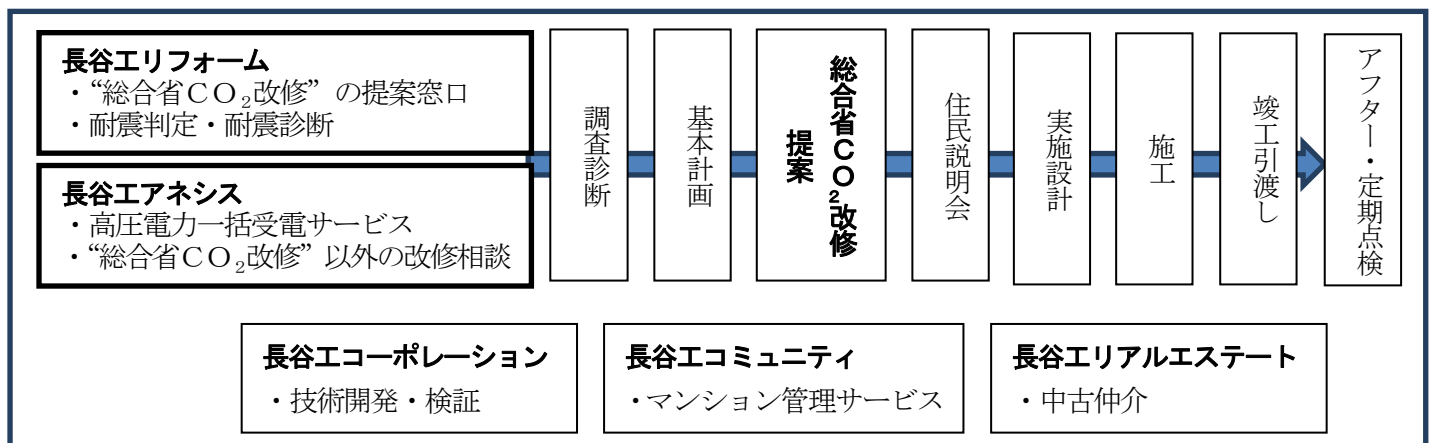 長谷工リフォーム
・“総合省CO₂改修”の提案窓口
・耐震判定・耐震診断
長谷工アネシス
・高圧電力一括受電サービス
・“総合省CO₂改修”以外の改修相談
調査診断
基本計画
総合省CO₂改修
提案
住民説明会
実施設計
施工
竣工引渡し
アフター・定期点検
長谷工コーポレーション
・技術開発・検証
長谷工コミュニティ
・マンション管理サービス
長谷工リアルエステート
・中古仲介